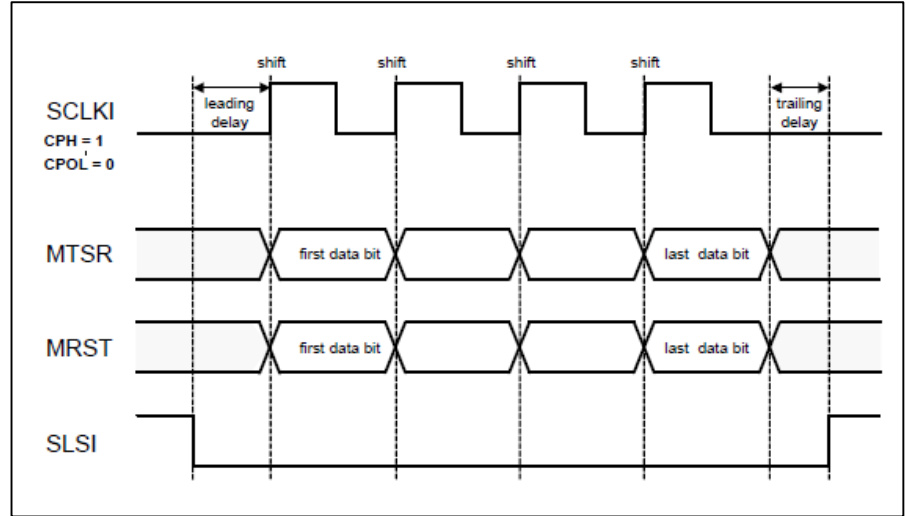 shift shift shift shift
SCLKI
leading
delay
trailing
delay
CPH = 1
CPOL = 0
MTSR
first data bit
last data bit
MRST
first data bit
last data bit
SLSI